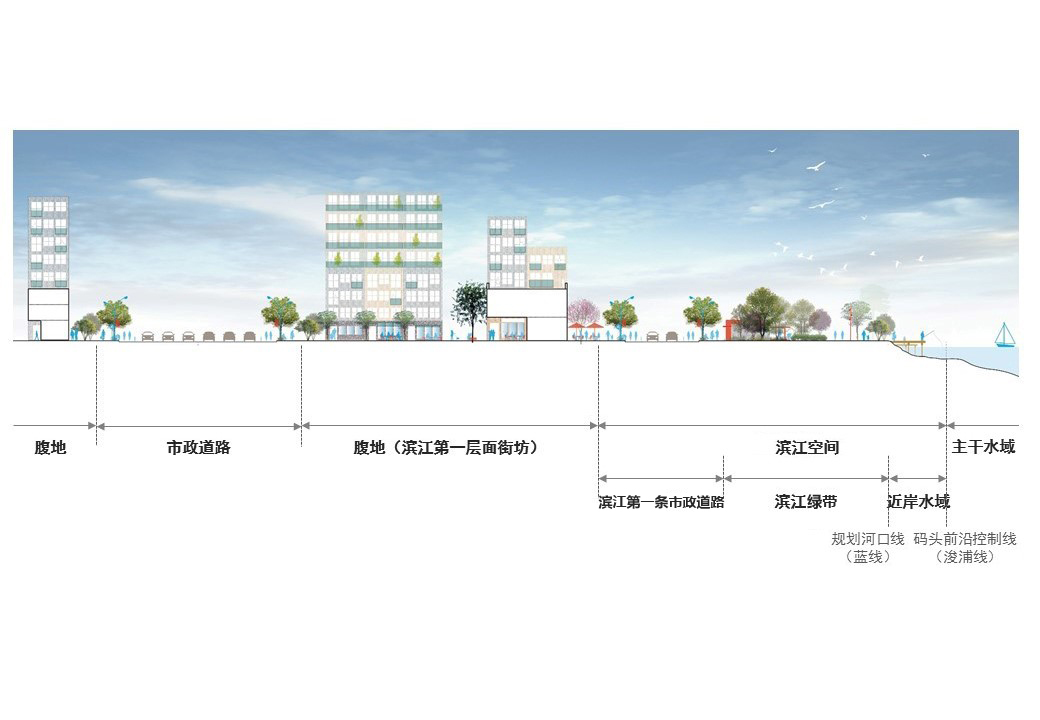 腹地
市政道路
腹地（滨江第一层面街坊）
滨江空间
主干水域
滨江第一条市政道路
滨江绿带
近岸水域
规划河口线
（蓝线）
码头前沿控制线
（浚浦线）